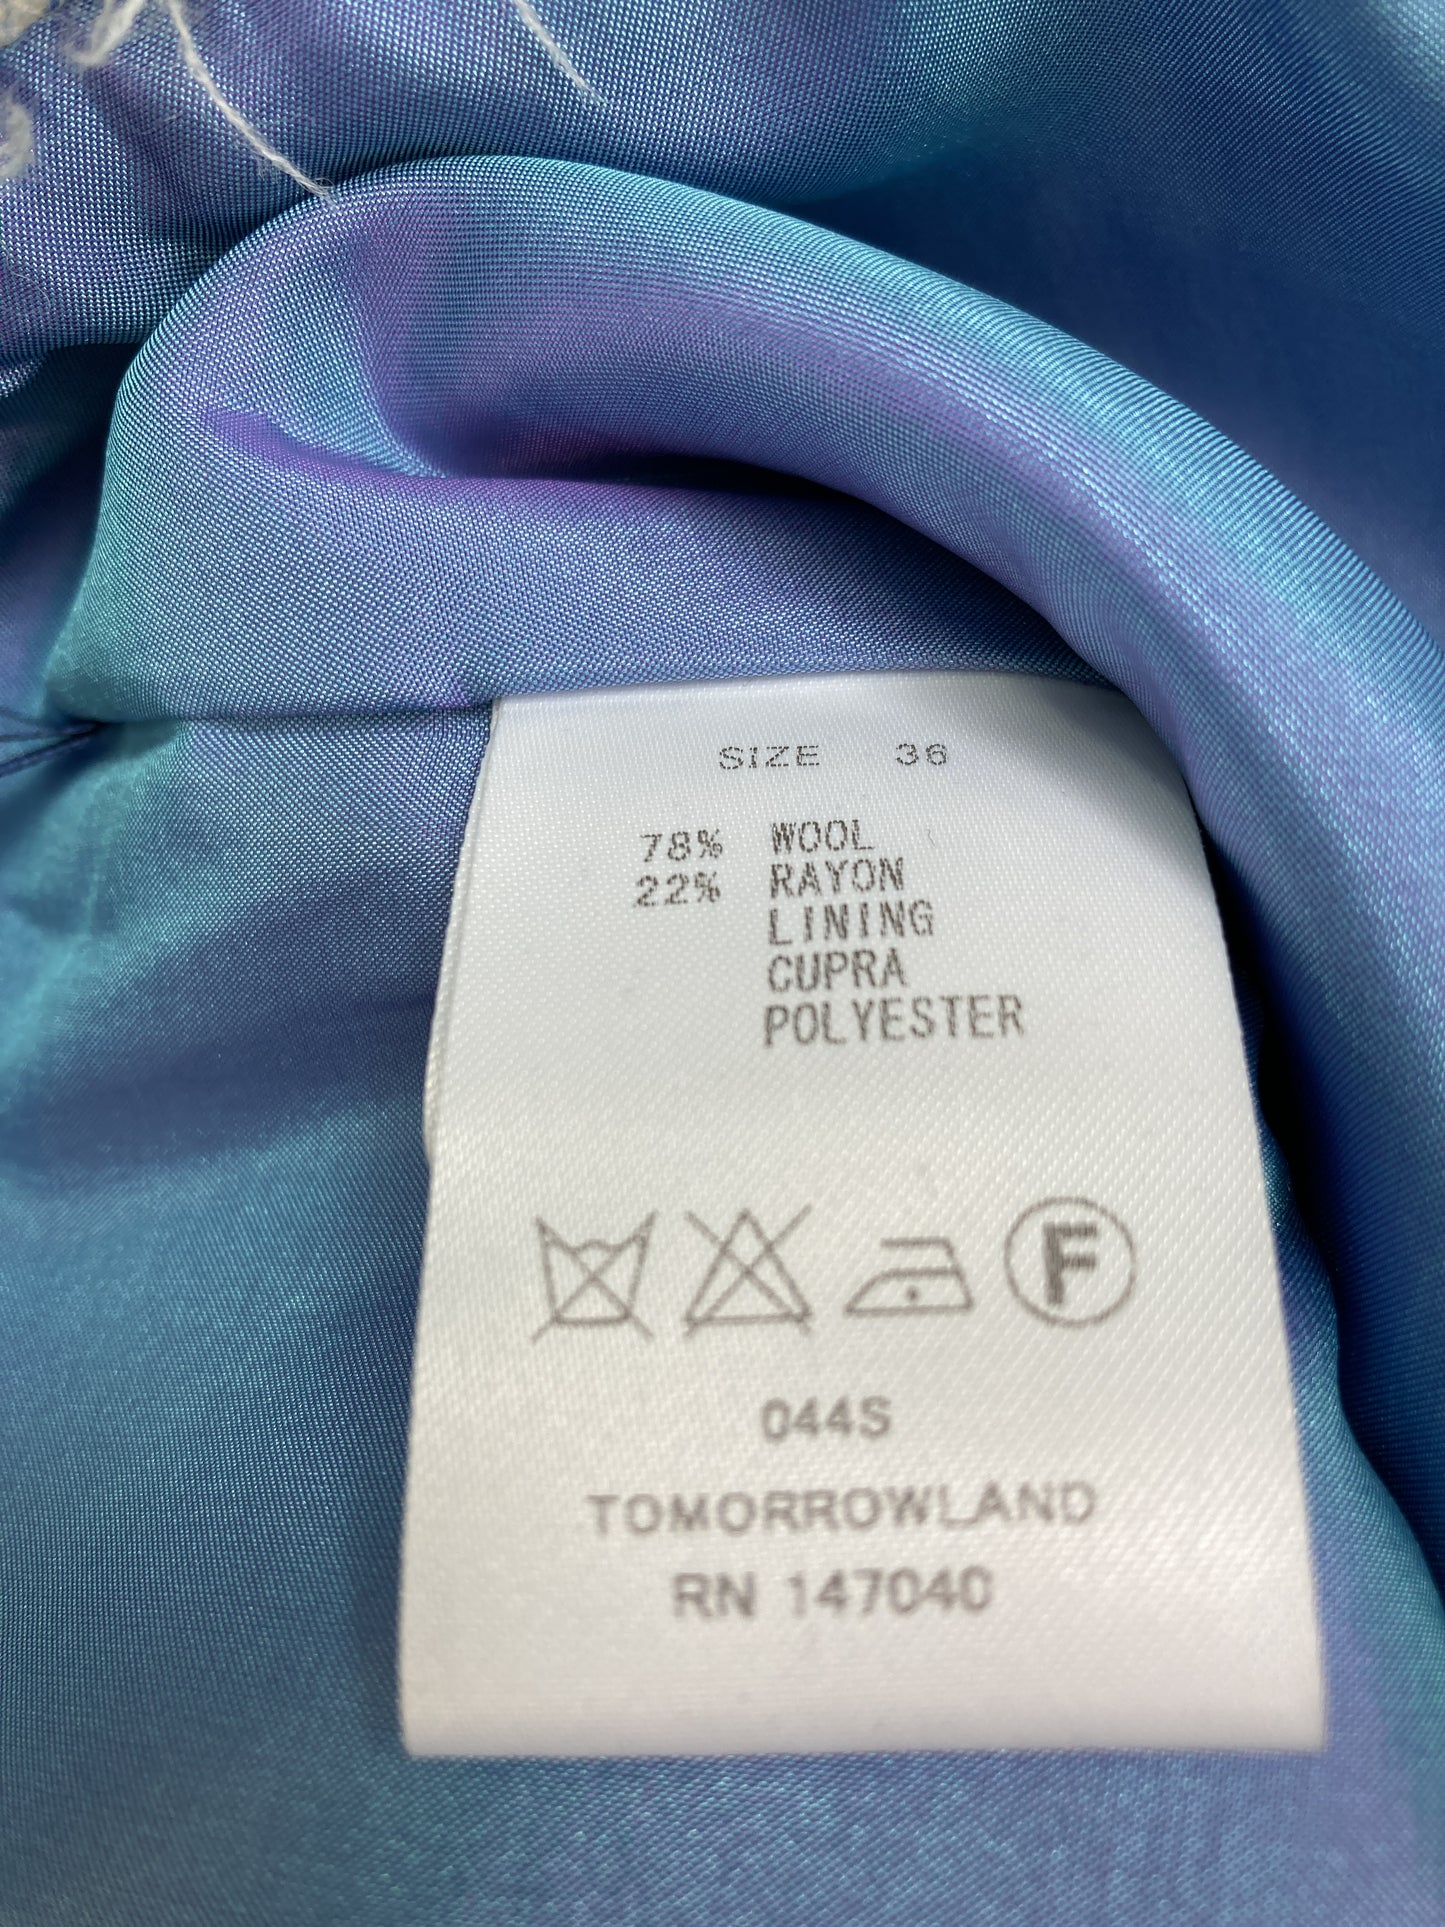 SIZE 36
78% WOOL
22% RAYON
LINING
CUPRA
POLYESTER
F
044S
TOMORROWLAND
RN 147040